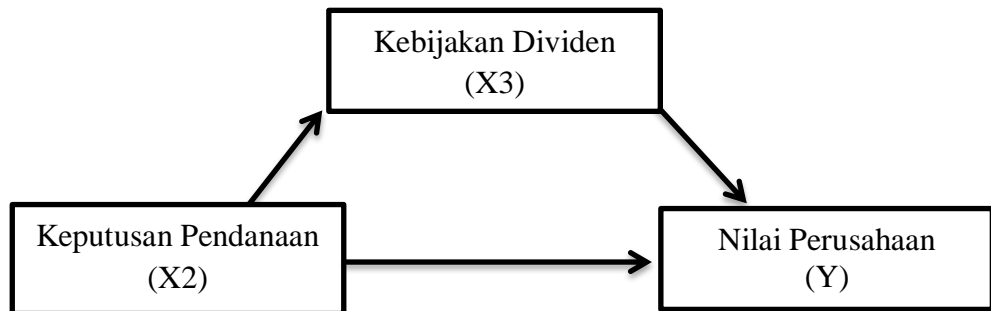 Kebijakan Dividen
(X3)
Keputusan Pendanaan
(X2)
Nilai Perusahaan
(Y)